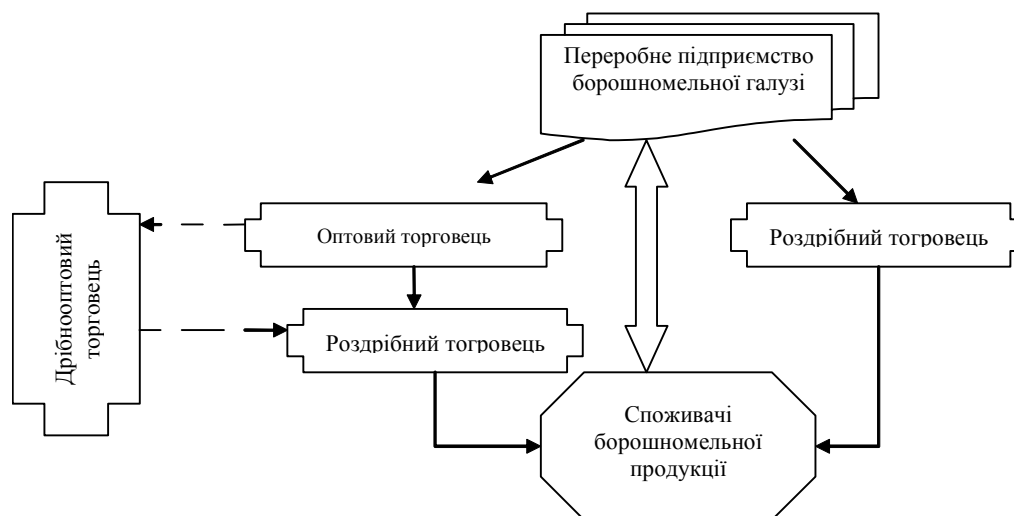 Переробне підприємство
борошномельної галузі
Оптовий торговець
Роздрібний тогровець
Дрібнооптовий
торговець
Роздрібний тогровець
Споживачі
борошномельної
продукції